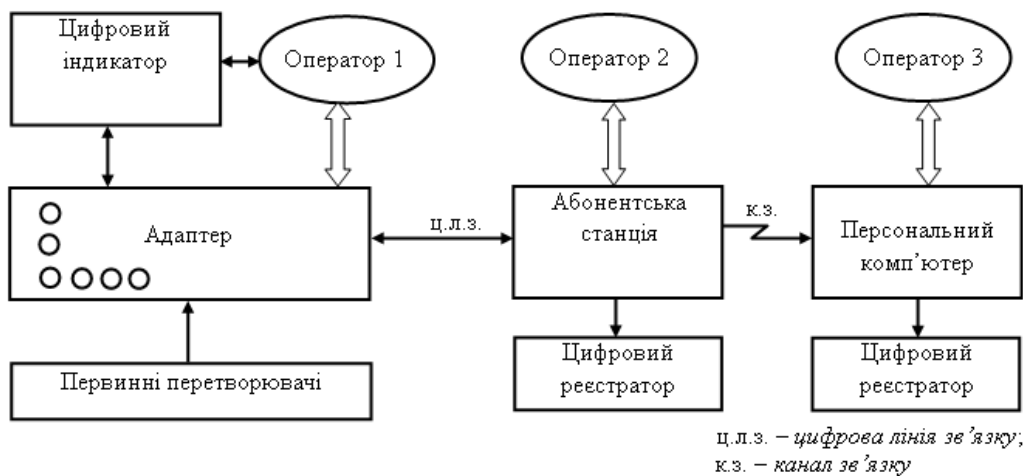 Цифровий
індикатор
Оператор 1
Оператор 2
Оператор 3
Адаптер
ц.л.з.
Абонентська
станція
к.з.
Персональний
комп’ютер
Первинні перетворювачі
Цифровий
реєстратор
Цифровий
реєстратор
ц.л.з. – цифрова лінія зв’язку;
к.з. – канал зв’язку